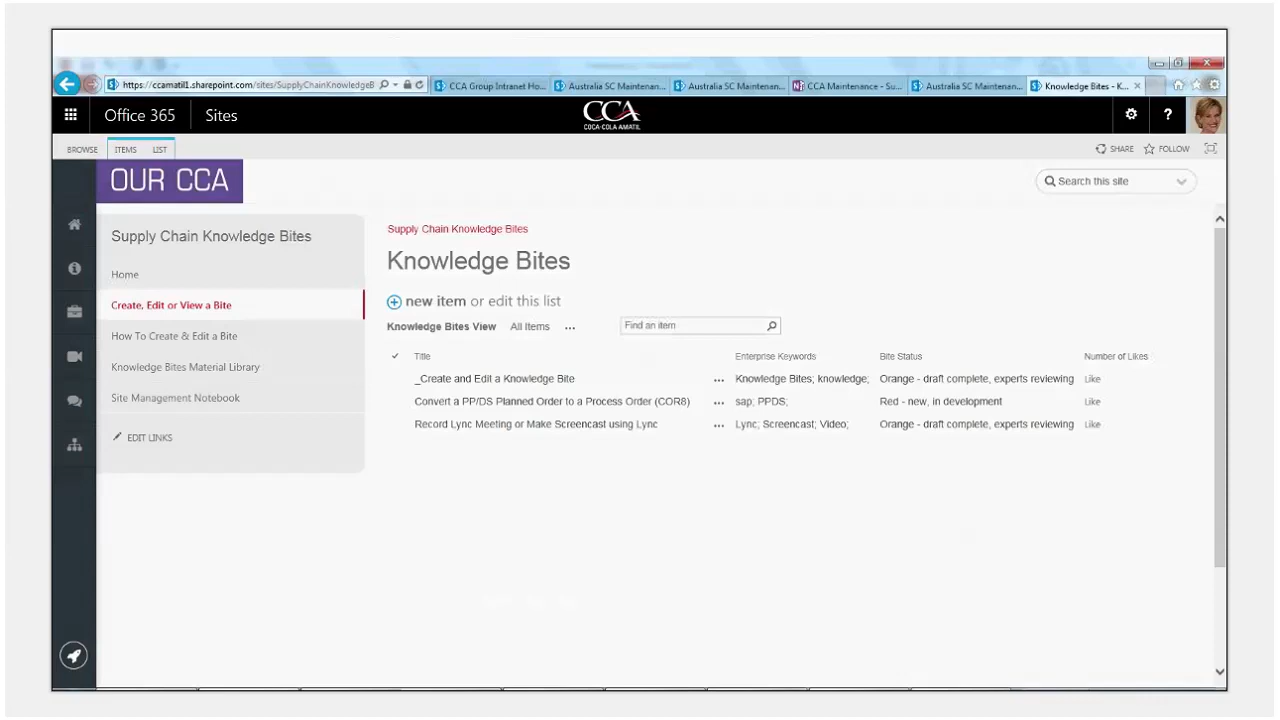 https://ccamatil1.sharepoint.com/sites/SupplyChainKnowledgeB
CCA Group Intranet Ho...
Australia SC Maintenan...
Australia SC Maintenan...
CCA Maintenance - Su...
Australia SC Maintenan...
Knowledge Bites - K...
Office 365
Sites
CCA
COCA-COLA AMATIL
?
BROWSE
ITEMS
LIST
SHARE
FOLLOW
OUR CCA
Search this site
Supply Chain Knowledge Bites
Home
Create, Edit or View a Bite
How To Create & Edit a Bite
Knowledge Bites Material Library
Site Management Notebook
EDIT LINKS
Supply Chain Knowledge Bites
Knowledge Bites
new item or edit this list
Knowledge Bites View All Items ... Find an item
Title Enterprise Keywords Bite Status Number of Likes
_Create and Edit a Knowledge Bite ... Knowledge Bites; knowledge; Orange - draft complete, experts reviewing Like
Convert a PP/DS Planned Order to a Process Order (COR8) ... sap; PPDS; Red - new, in development Like
Record Lync Meeting or Make Screencast using Lync ... Lync; Screencast; Video; Orange - draft complete, experts reviewing Like